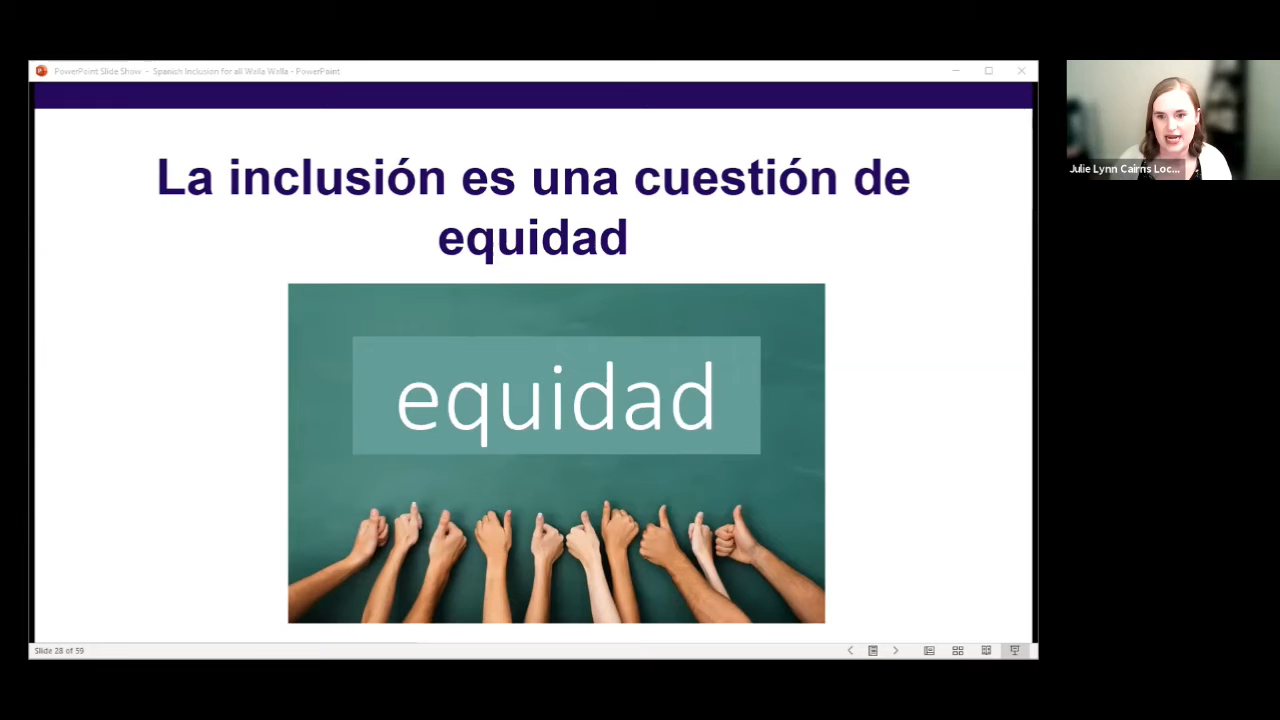 PowerPoint Slide Show - Spanish Inclusion for all Walla Walla - PowerPoint
La inclusión es una cuestión de
equidad
equidad
Julie Lynn Cairns Loc...
Slide 28 of 59